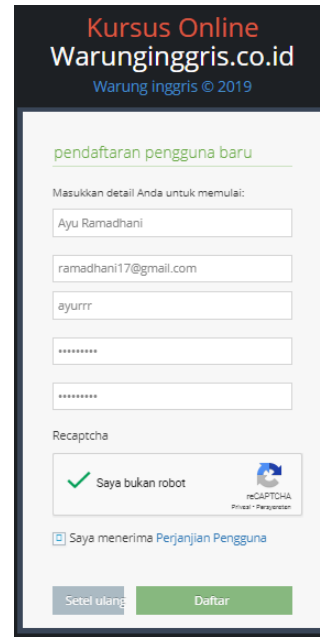 Kursus Online
Warunginggris.co.id
Warung inggris © 2019
pendaftaran pengguna baru
Masukkan detail Anda untuk memulai:
Ayu Ramadhani
ramadhani17@gmail.com
ayurrr
•••••••••
•••••••••
Recaptcha
Saya bukan robot
reCAPTCHA
Privasi - Persyaratan
Saya menerima Perjanjian Pengguna
Setel ulang Daftar